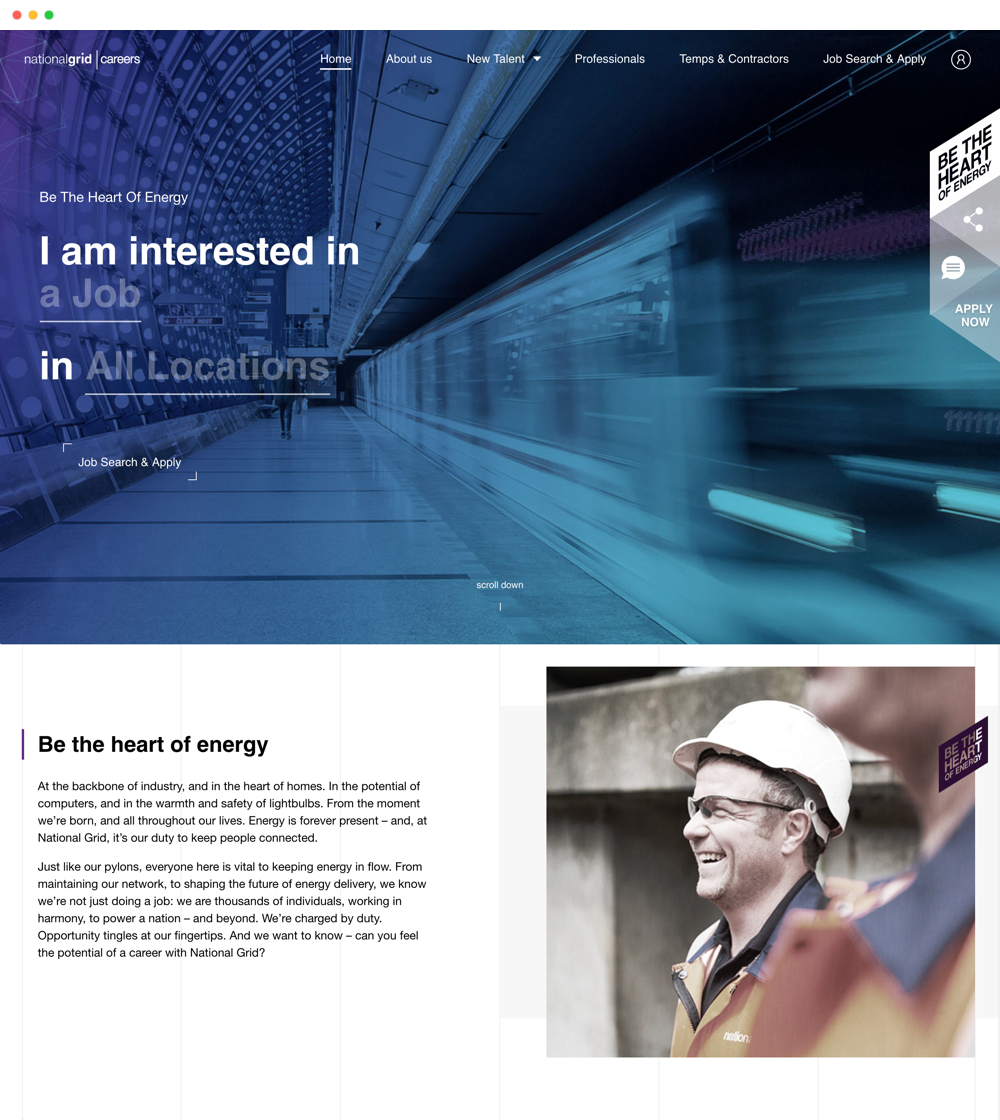 nationalgrid | careers
Home
About us
New Talent
Professionals
Temps & Contractors
Job Search & Apply
BE THE
HEART
OF ENERGY
Be The Heart Of Energy
I am interested in
a Job
in All Locations
APPLY
NOW
Job Search & Apply
scroll down
Be the heart of energy
At the backbone of industry, and in the heart of homes. In the potential of
computers, and in the warmth and safety of lightbulbs. From the moment
we’re born, and all throughout our lives. Energy is forever present – and, at
National Grid, it’s our duty to keep people connected.
Just like our pylons, everyone here is vital to keeping energy in flow. From
maintaining our network, to shaping the future of energy delivery, we know
we’re not just doing a job: we are thousands of individuals, working in
harmony, to power a nation – and beyond. We’re charged by duty.
Opportunity tingles at our fingertips. And we want to know – can you feel
the potential of a career with National Grid?
BE THE
HEART
OF ENERGY
nation